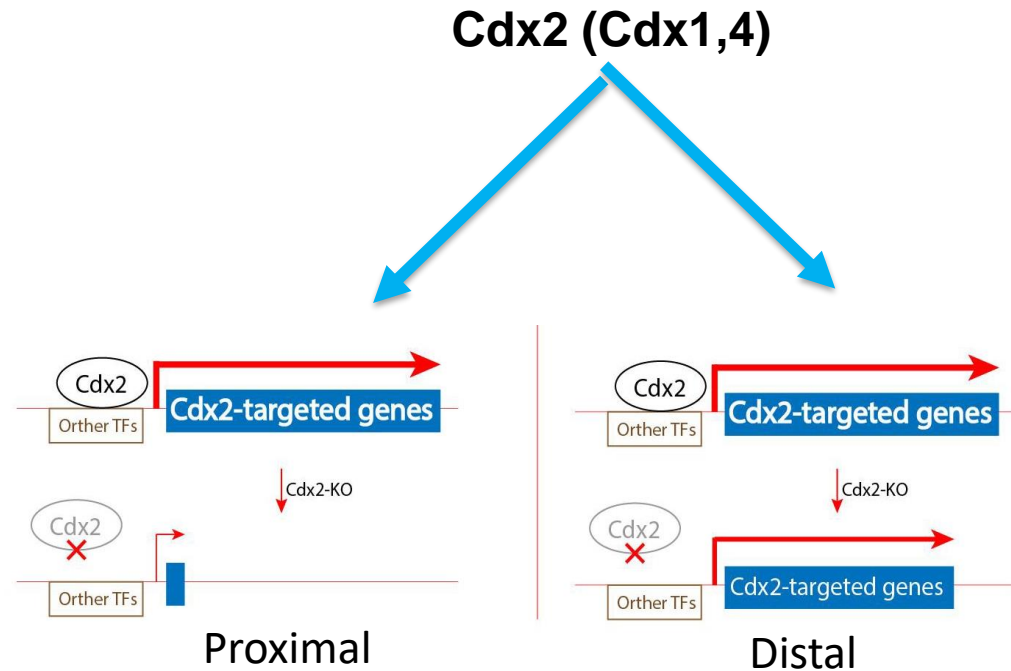 Cdx2 (Cdx1,4)
Cdx2
Cdx2-targeted genes
Orther TFs
Cdx2-KO
Cdx2
Orther TFs
Proximal
Cdx2
Cdx2-targeted genes
Orther TFs
Cdx2-KO
Cdx2
Cdx2-targeted genes
Orther TFs
Distal